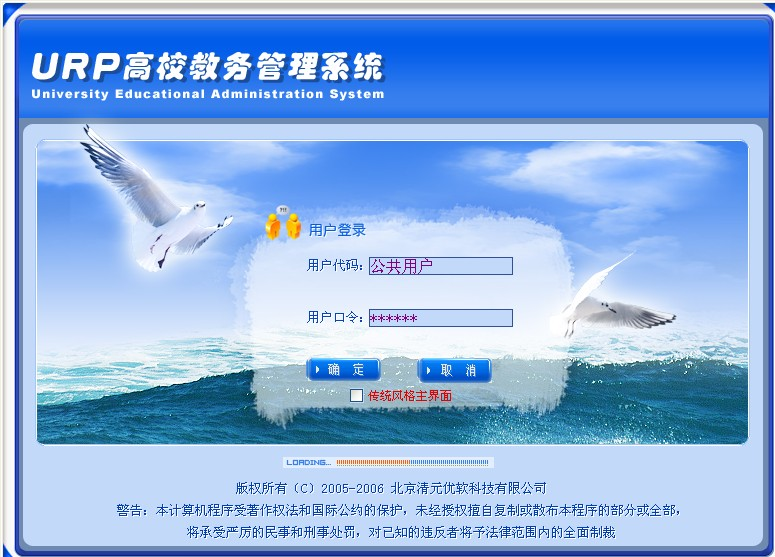 URP高校教务管理系统
University Educational Administration System
用户登录
用户代码：公共用户
用户口令：******
确 定 取 消
传统风格主界面
LOADING...
版权所有（C）2005-2006 北京清元优软科技有限公司
警告：本计算机程序受著作权法和国际公约的保护，未经授权擅自复制或散布本程序的部分或全部，
将承受严厉的民事和刑事处罚，对已知的违反者将予法律范围内的全面制裁